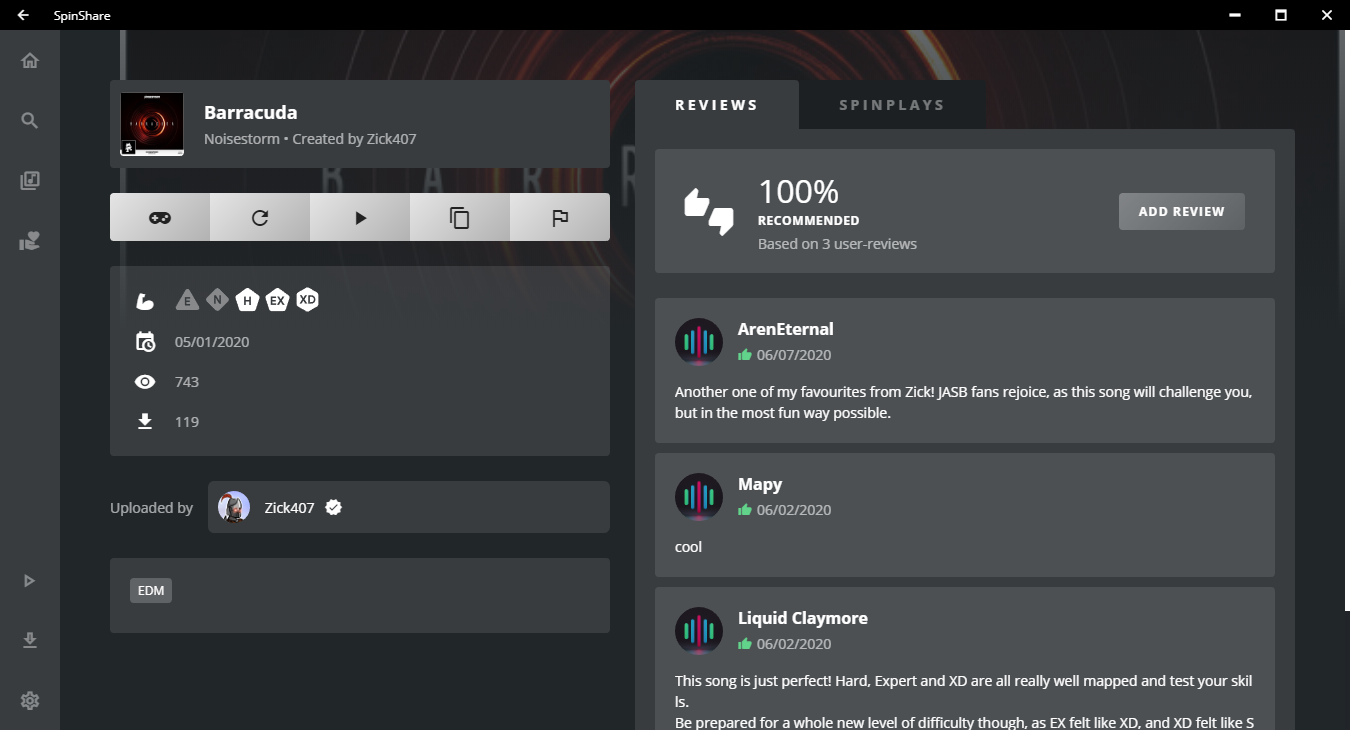 SpinShare
Barracuda
Noisestorm • Created by Zick407
E N H EX XD
05/01/2020
743
119
Uploaded by Zick407
EDM
REVIEWS SPINPLAYS
100%
RECOMMENDED
Based on 3 user-reviews
ADD REVIEW
ArenEternal
06/07/2020
Another one of my favourites from Zick! JASB fans rejoice, as this song will challenge you,
but in the most fun way possible.
Mapy
06/02/2020
cool
Liquid Claymore
06/02/2020
This song is just perfect! Hard, Expert and XD are all really well mapped and test your skil
ls.
Be prepared for a whole new level of difficulty though, as EX felt like XD, and XD felt like S